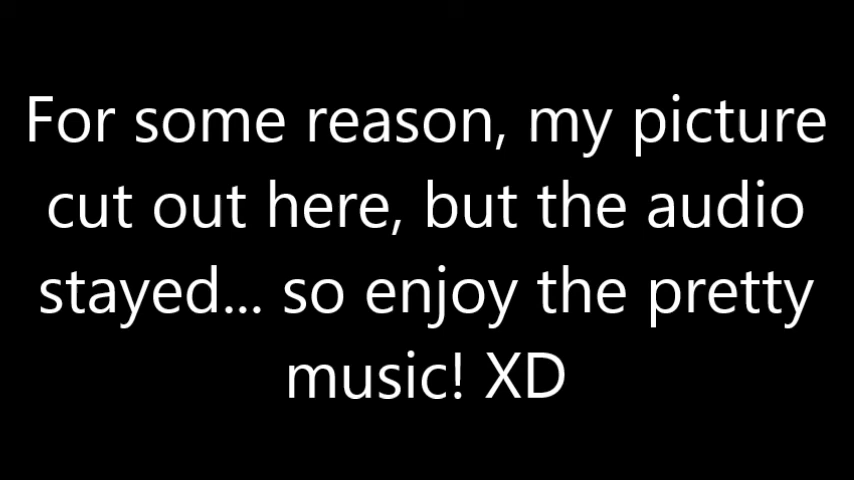 For some reason, my picture
cut out here, but the audio
stayed... so enjoy the pretty
music! XD